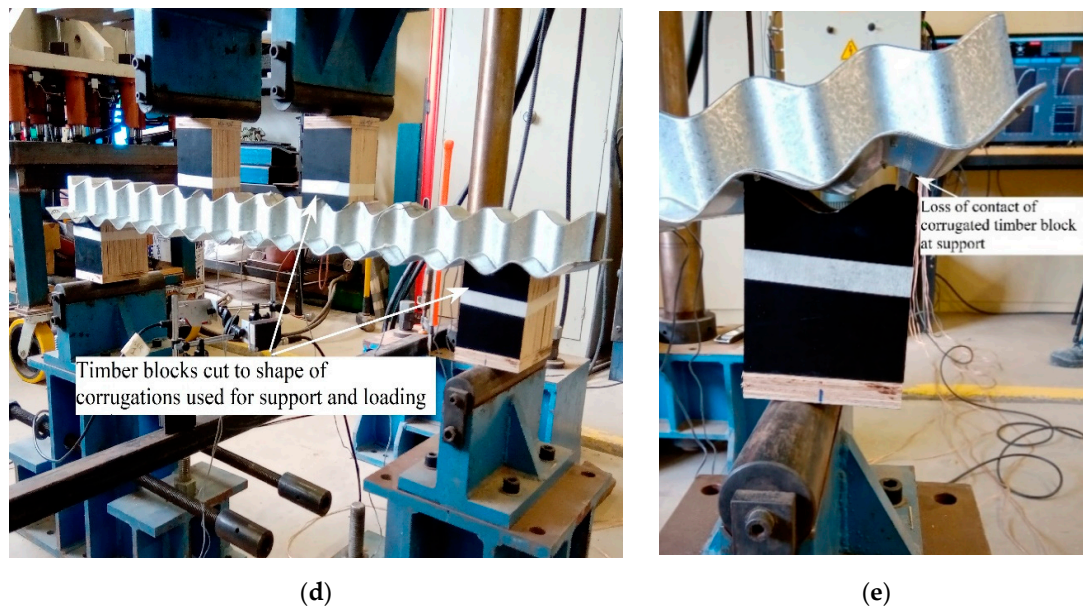 Timber blocks cut to shape of
corrugations used for support and loading
Loss of contact of
corrugated timber block
at support
(d)
(e)